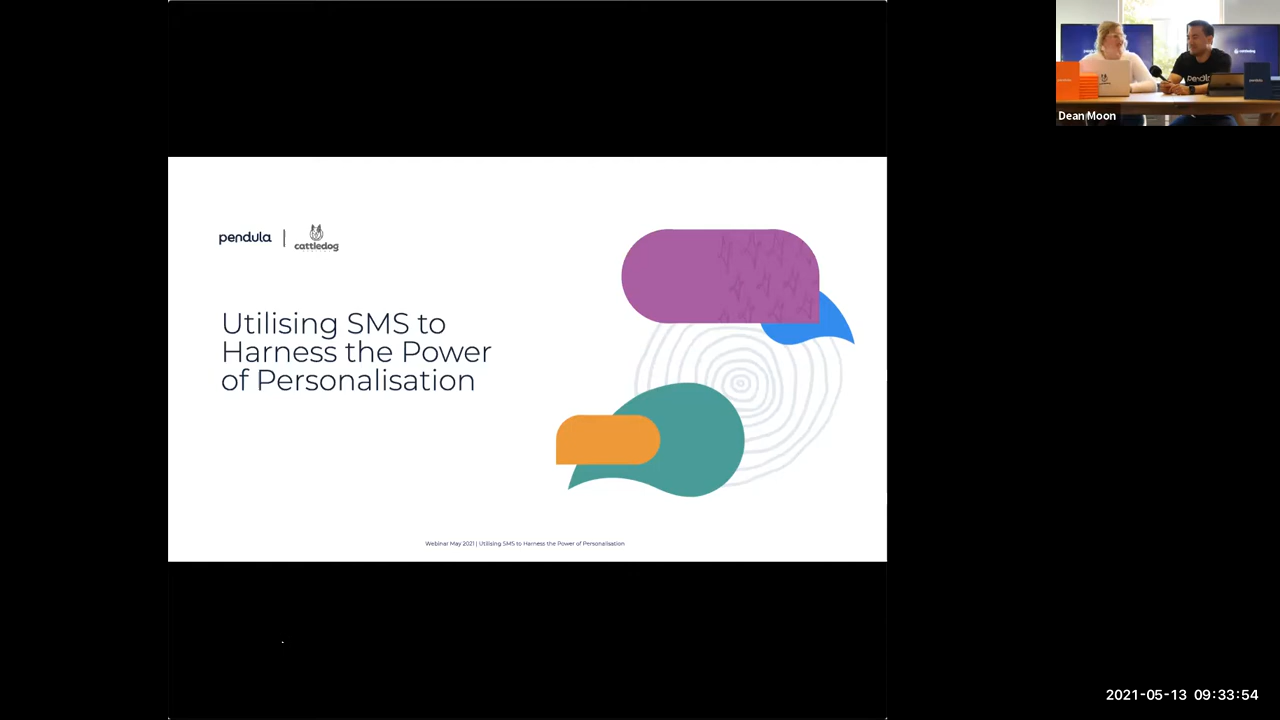 pendula
cattledog
Utilising SMS to
Harness the Power
of Personalisation
Webinar May 2021 | Utilising SMS to Harness the Power of Personalisation
Dean Moon
2021-05-13 09:33:54